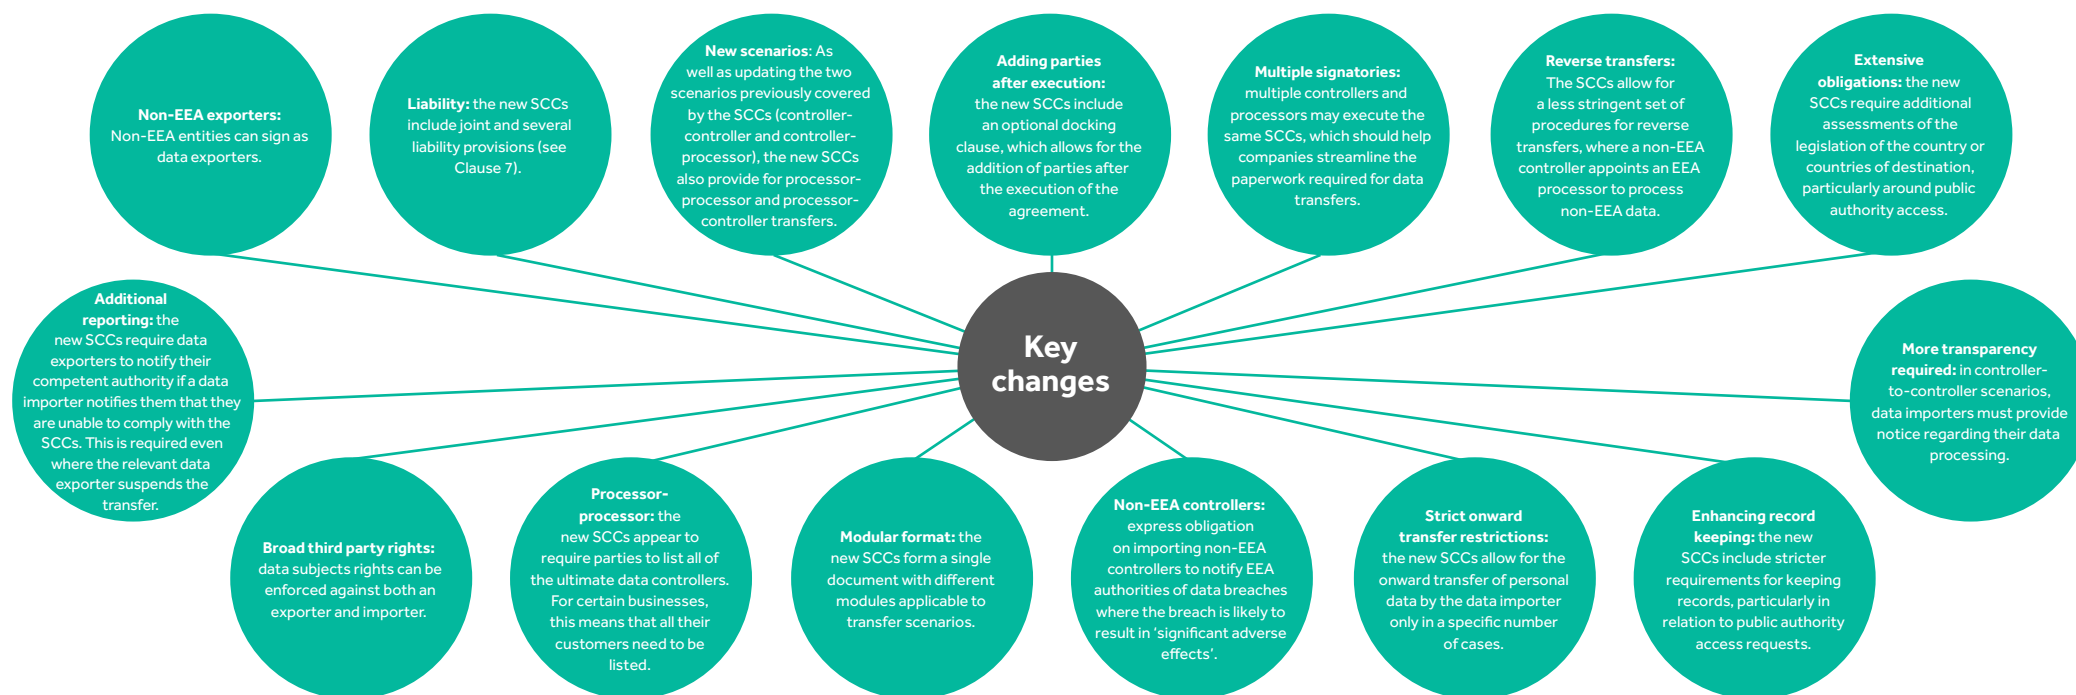 Non-EEA exporters:
Non-EEA entities can sign as
data exporters.
Liability: the new SCCs
include joint and several
liability provisions (see
Clause 7).
New scenarios: As
well as updating the two
scenarios previously covered
by the SCCs (controller-
controller and controller-
processor), the new SCCs
also provide for processor-
processor and processor-
controller transfers.
Adding parties
after execution:
the new SCCs include
an optional docking
clause, which allows for the
addition of parties after
the execution of the
agreement.
Multiple signatories:
multiple controllers and
processors may execute the
same SCCs, which should help
companies streamline the
paperwork required for data
transfers.
Reverse transfers:
The SCCs allow for
a less stringent set of
procedures for reverse
transfers, where a non-EEA
controller appoints an EEA
processor to process
non-EEA data.
Extensive
obligations: the new
SCCs require additional
assessments of the
legislation of the country or
countries of destination,
particularly around public
authority access.
Additional
reporting: the
new SCCs require data
exporters to notify their
competent authority if a data
importer notifies them that they
are unable to comply with the
SCCs. This is required even
where the relevant data
exporter suspends the
transfer.
Key
changes
More transparency
required: in controller-
to-controller scenarios,
data importers must provide
notice regarding their data
processing.
Broad third party rights:
data subjects rights can be
enforced against both an
exporter and importer.
Processor-
processor: the
new SCCs appear to
require parties to list all of
the ultimate data controllers.
For certain businesses,
this means that all their
customers need to be
listed.
Modular format: the
new SCCs form a single
document with different
modules applicable to
transfer scenarios.
Non-EEA controllers:
express obligation
on importing non-EEA
controllers to notify EEA
authorities of data breaches
where the breach is likely to
result in ‘significant adverse
effects’.
Strict onward
transfer restrictions:
the new SCCs allow for the
onward transfer of personal
data by the data importer
only in a specific number
of cases.
Enhancing record
keeping: the new
SCCs include stricter
requirements for keeping
records, particularly in
relation to public authority
access requests.